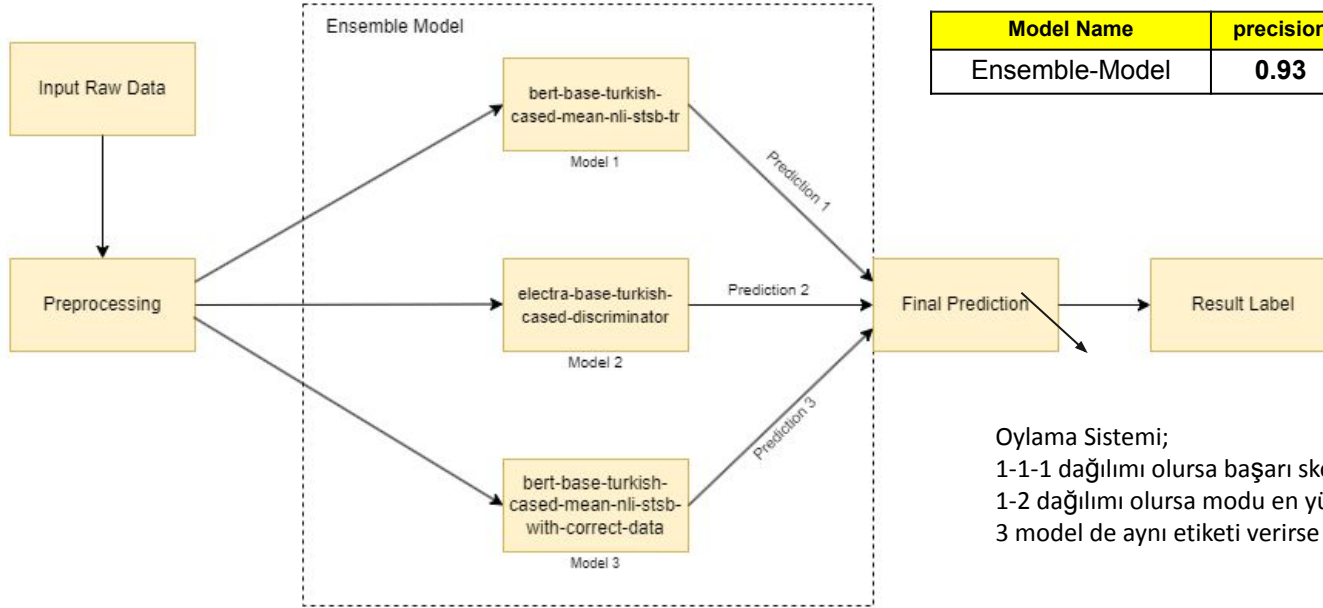 Ensemble Model
Input Raw Data
bert-base-turkish-
cased-mean-nli-stsb-tr
Model 1
Prediction 1
Preprocessing
electra-base-turkish-
cased-discriminator
Model 2
Prediction 2
Final Prediction
Result Label
bert-base-turkish-
cased-mean-nli-stsb-
with-correct-data
Model 3
Prediction 3
Model Name precision
Ensemble-Model 0.93
Oylama Sistemi;
1-1-1 dağılımı olursa başarı
1-2 dağılımı olursa modu en
3 model de aynı etiketi verirse